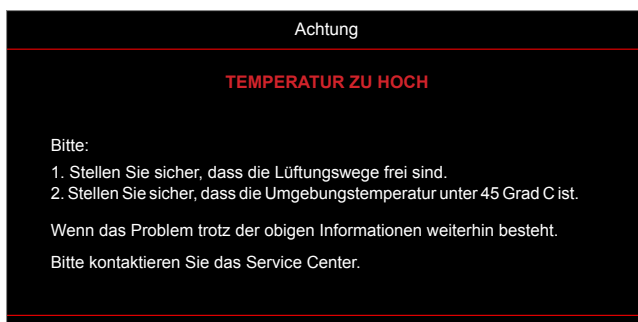 Achtung
TEMPERATUR ZU HOCH
Bitte:
1. Stellen Sie sicher, dass die Lüftungswege frei sind.
2. Stellen Sie sicher, dass die Umgebungstemperatur unter 45 Grad C ist.
Wenn das Problem trotz der obigen Informationen weiterhin besteht.
Bitte kontaktieren Sie das Service Center.